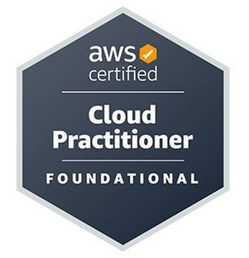 aws
certified
Cloud
Practitioner
FOUNDATIONAL